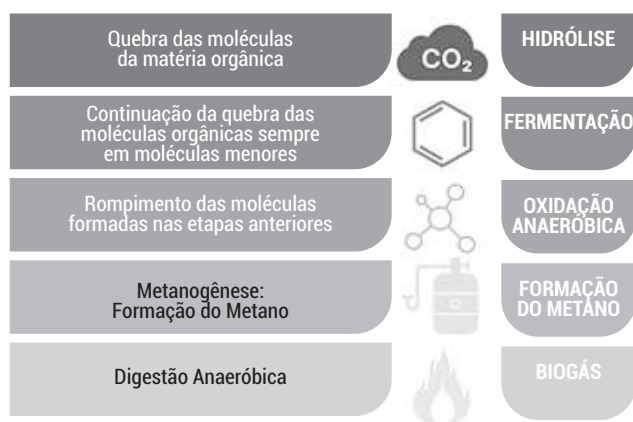 Quebra das moléculas
da matéria orgânica
CO₂
HIDRÓLISE
Continuação da quebra das
moléculas orgânicas sempre
em moléculas menores
FERMENTAÇÃO
Rompimento das moléculas
formadas nas etapas anteriores
OXIDAÇÃO
ANAERÓBICA
Metanogênese:
Formação do Metano
FORMAÇÃO
DO METANO
Digestão Anaeróbica
BIOGÁS